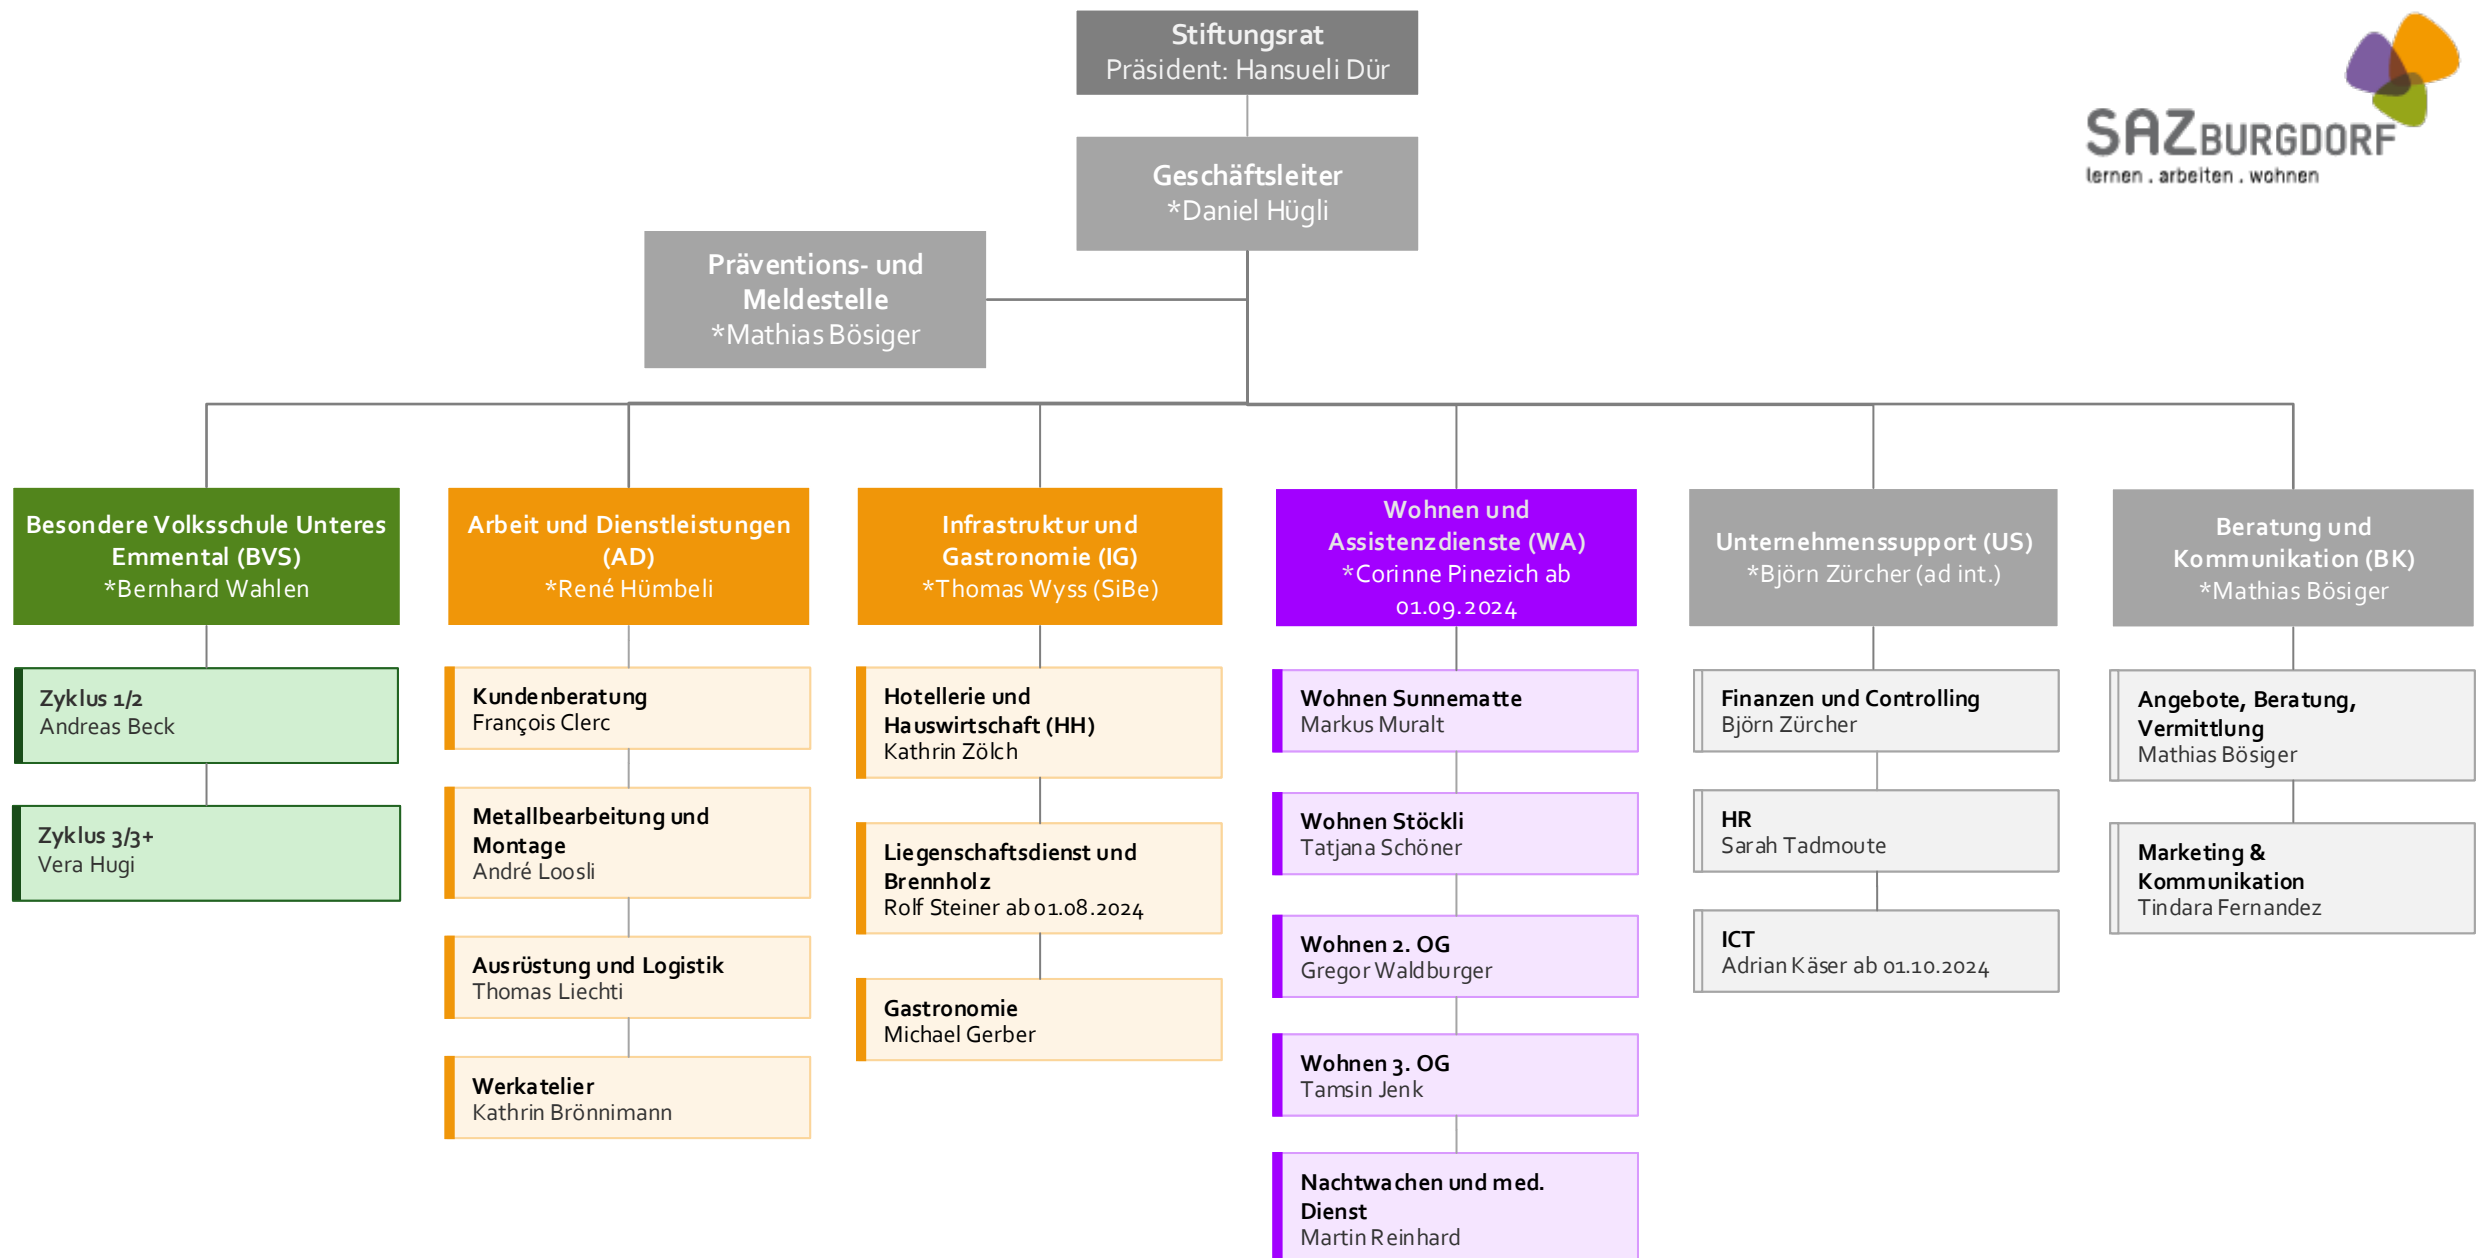 Stiftungsrat
Präsident: Hansueli Dür
SAZ BURGDORF
lernen . arbeiten . wohnen
Geschäftsleiter
*Daniel Hügli
Präventions- und
Meldestelle
*Mathias Bösiger
Besondere Volksschule Unteres
Emmental (BVS)
*Bernhard Wahlen
Zyklus 1/2
Andreas Beck
Zyklus 3/3+
Vera Hugi
Arbeit und Dienstleistungen
(AD)
*René Hümbeli
Kundenberatung
François Clerc
Metallbearbeitung und
Montage
André Loosli
Ausrüstung und Logistik
Thomas Liechti
Werkatelier
Kathrin Brönnimann
Infrastruktur und
Gastronomie (IG)
*Thomas Wyss (SiBe)
Hotellerie und
Hauswirtschaft (HH)
Kathrin Zölch
Liegenschaftsdienst und
Brennholz
Rolf Steiner ab 01.08.2024
Gastronomie
Michael Gerber
Wohnen und
Assistenzdienste (WA)
*Corinne Pinezich ab
01.09.2024
Wohnen Sunnematte
Markus Muralt
Wohnen Stöckli
Tatjana Schöner
Wohnen 2. OG
Gregor Waldburger
Wohnen 3. OG
Tamsin Jenk
Nachtwachen und med.
Dienst
Martin Reinhard
Unternehmenssupport (US)
*Björn Zürcher (ad int.)
Finanzen und Controlling
Björn Zürcher
HR
Sarah Tadmoute
ICT
Adrian Käser ab 01.10.2024
Beratung und
Kommunikation (BK)
*Mathias Bösiger
Angebote, Beratung,
Vermittlung
Mathias Bösiger
Marketing &
Kommunikation
Tindara Fernandez